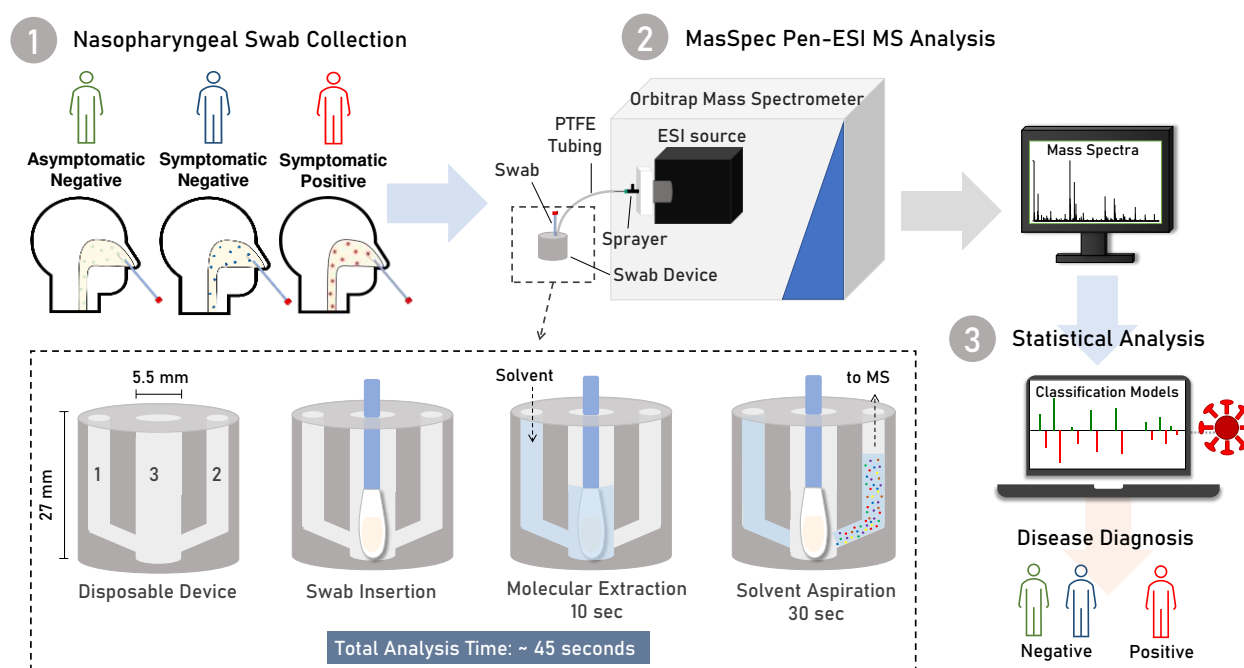 1 Nasopharyngeal Swab Collection
Asymptomatic
Negative
Symptomatic
Negative
Symptomatic
Positive
2 MasSpec Pen-ESI MS Analysis
Orbitrap Mass Spectrometer
PTFE
Tubing
ESI source
Swab
Sprayer
Swab Device
Mass Spectra
5.5 mm
27 mm
1
3
2
Disposable Device
Swab Insertion
Solvent
Molecular Extraction
10 sec
to MS
Solvent Aspiration
30 sec
Total Analysis Time: ~ 45 seconds
3 Statistical Analysis
Classification Models
Disease Diagnosis
Negative
Positive